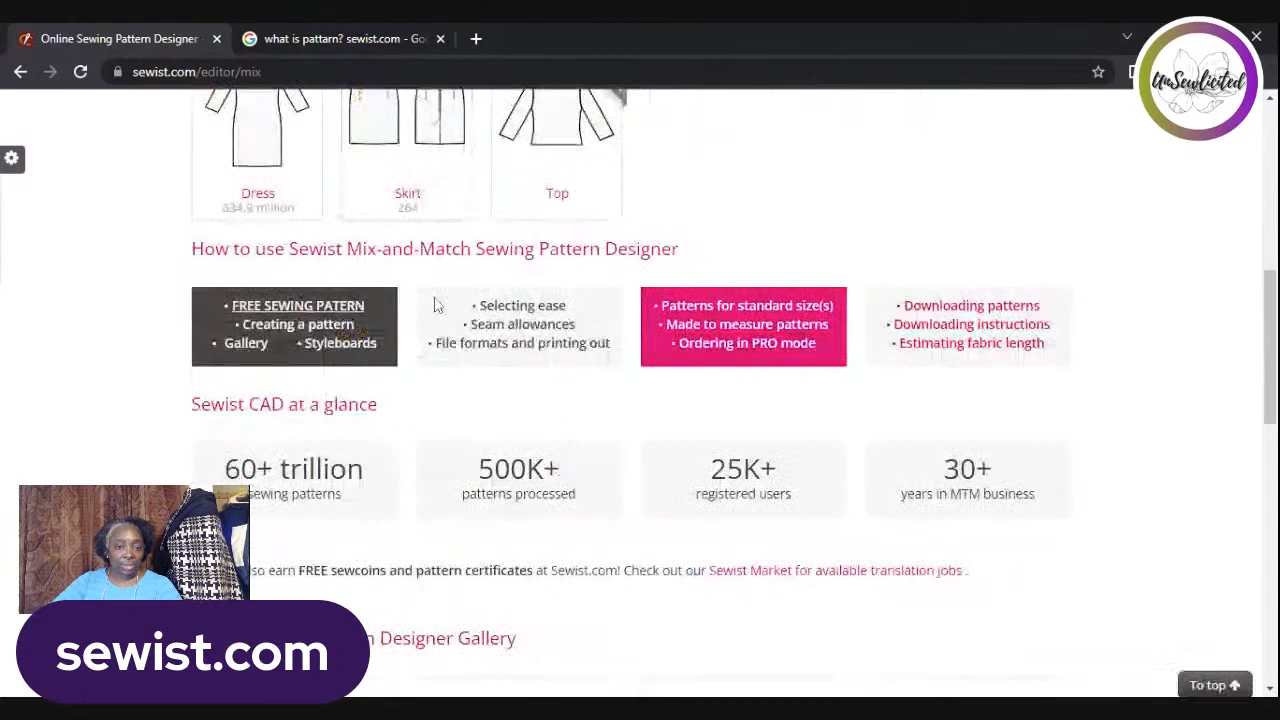 Online Sewing Pattern Designer
what is pattarn? sewist.com - Go
sewist.com/editor/mix
UnSewlicited
Dress
Skirt
Top
634.9 million
264
How to use Sewist Mix-and-Match Sewing Pattern Designer
• FREE SEWING PATERN
• Creating a pattern
• Gallery • Styleboards
• Selecting ease
• Seam allowances
• File formats and printing out
• Patterns for standard size(s)
• Made to measure patterns
• Ordering in PRO mode
• Downloading patterns
• Downloading instructions
• Estimating fabric length
Sewist CAD at a glance
60+ trillion
sewing patterns
500K+
patterns processed
25K+
registered users
30+
years in MTM business
so earn FREE sewcoins and pattern certificates at Sewist.com! Check out our Sewist Market for available translation jobs .
Designer Gallery
To top
sewist.com